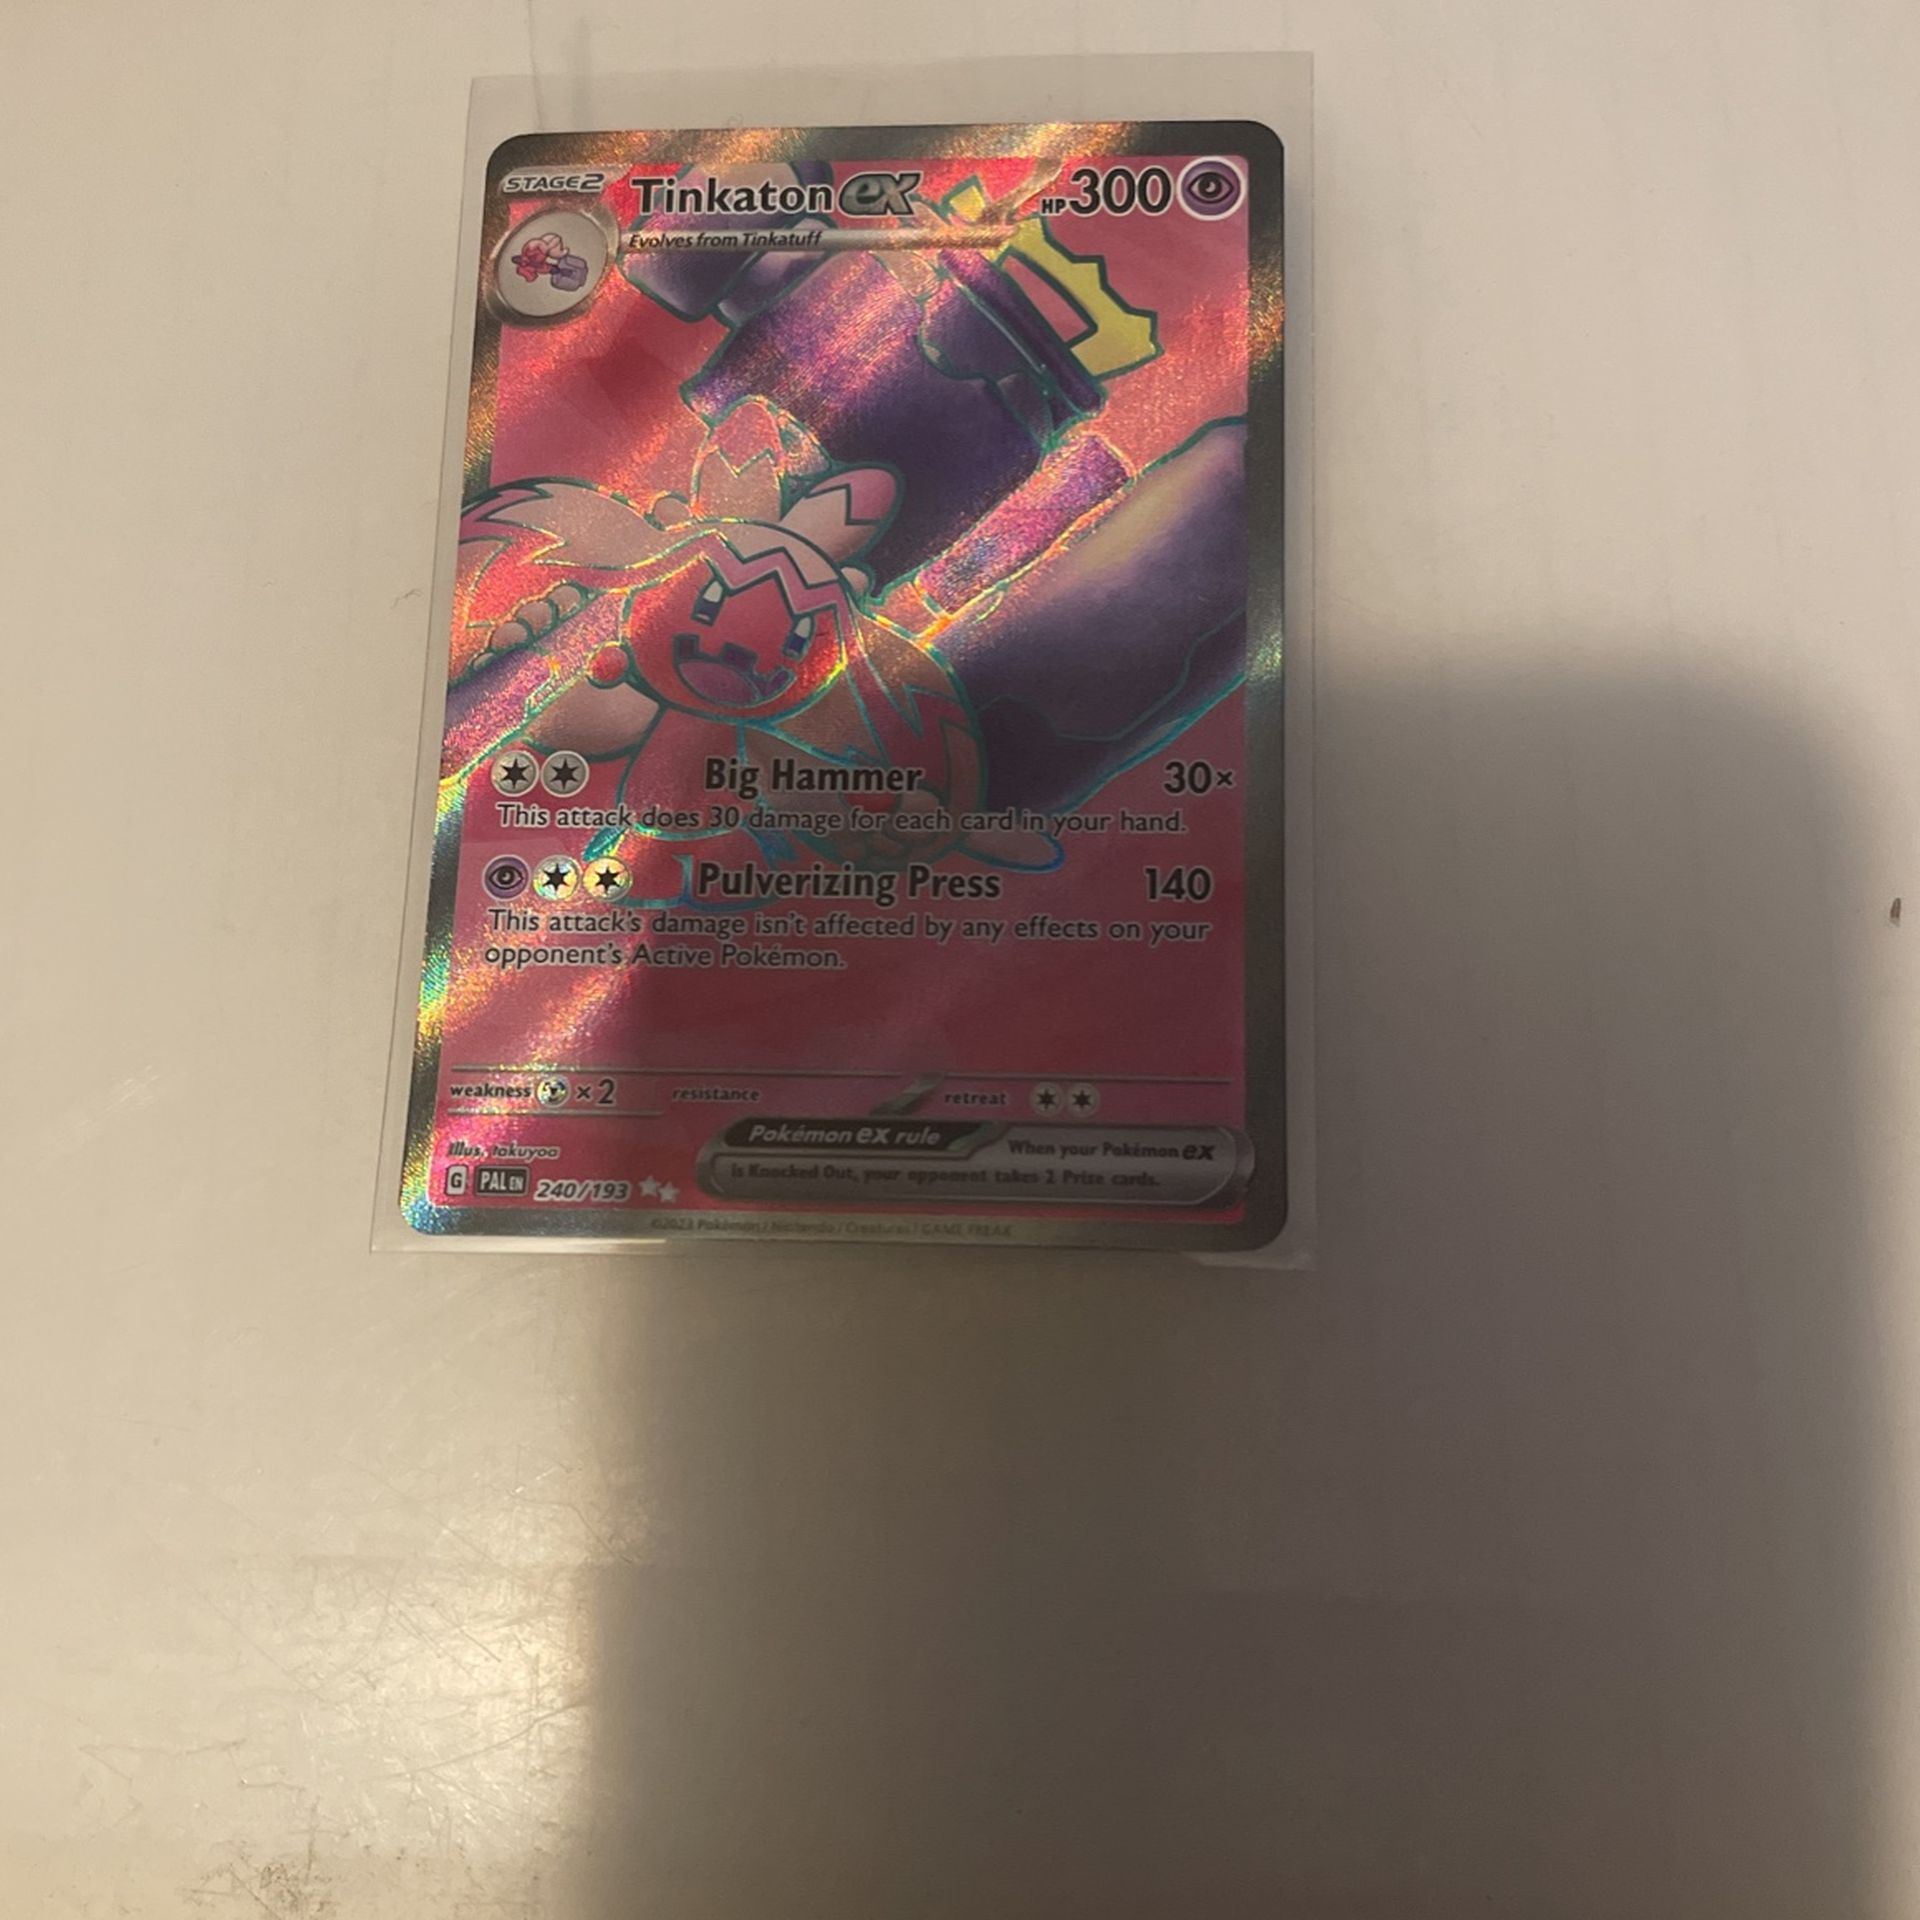 STAGE2 Tinkaton ex HP300
Evolves from Tinkatuff
Big Hammer 30×
This attack does 30 damage for each card in your hand.
Pulverizing Press 140
This attack's damage isn't affected by any effects on your
opponent's Active Pokémon.
weakness ×2 resistance retreat
Pokémon ex rule When your Pokémon ex
is Knocked Out, your opponent takes 2 Prize cards.
Illus. takuyoa
G PAL EN 240/193
©2023 Pokémon / Nintendo / Creatures / GAME FREAK